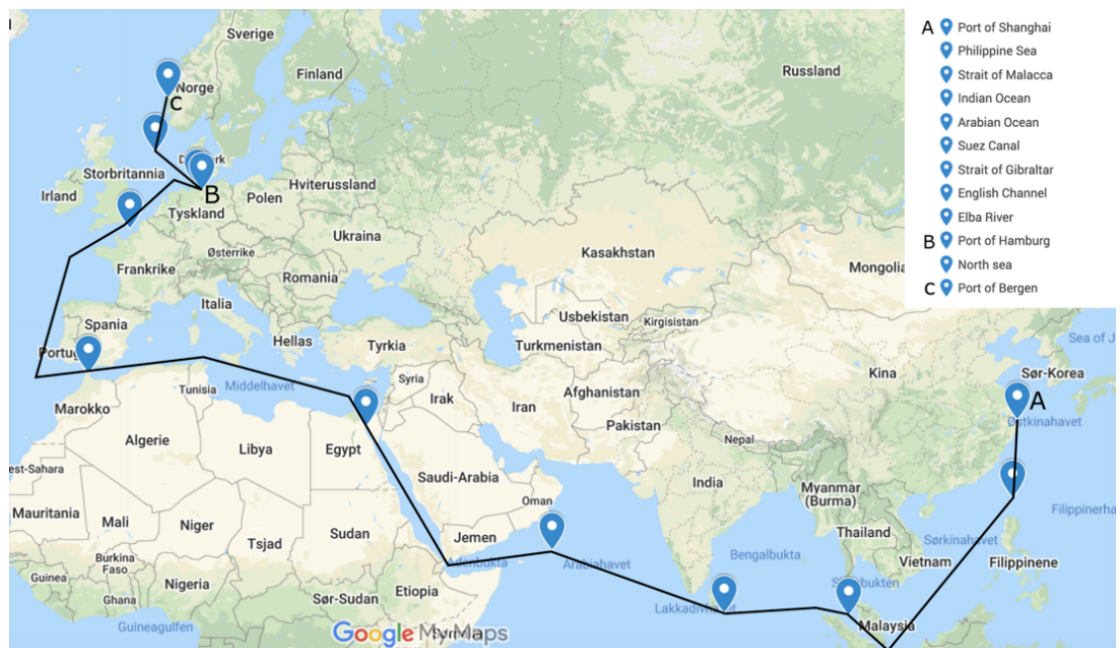 Sverige
Finland
Russland
Norge
C
Storbritannia
Irland
B
Tyskland
Polen
Hviterussland
Ukraina
Østerrike
Frankrike
Romania
Italia
Spania
Hellas
Tyrkia
Kasakhstan
Usbekistan
Kirgisistan
Turkmenistan
Syria
Irak
Iran
Afghanistan
Pakistan
Kina
Sør-Korea
A
Østkinahavet
Tunisia
Middelhavet
Marokko
Algerie
Libya
Egypt
Saudi-Arabia
Oman
Nepal
India
Myanmar
(Burma)
Mauritania
Mali
Niger
Tsjad
Sudan
Jemen
Adenbukta
Arabiahavet
Bengalbukta
Thailand
Vietnam
Sørkinahavet
Filippinene
Burkina
Faso
Guinea
Ghana
Nigeria
Sør-Sudan
Etiopia
Guineagulfen
Malaysia
Google My Maps
A Port of Shanghai
Philippine Sea
Strait of Malacca
Indian Ocean
Arabian Ocean
Suez Canal
Strait of Gibraltar
English Channel
Elba River
B Port of Hamburg
North sea
C Port of Bergen